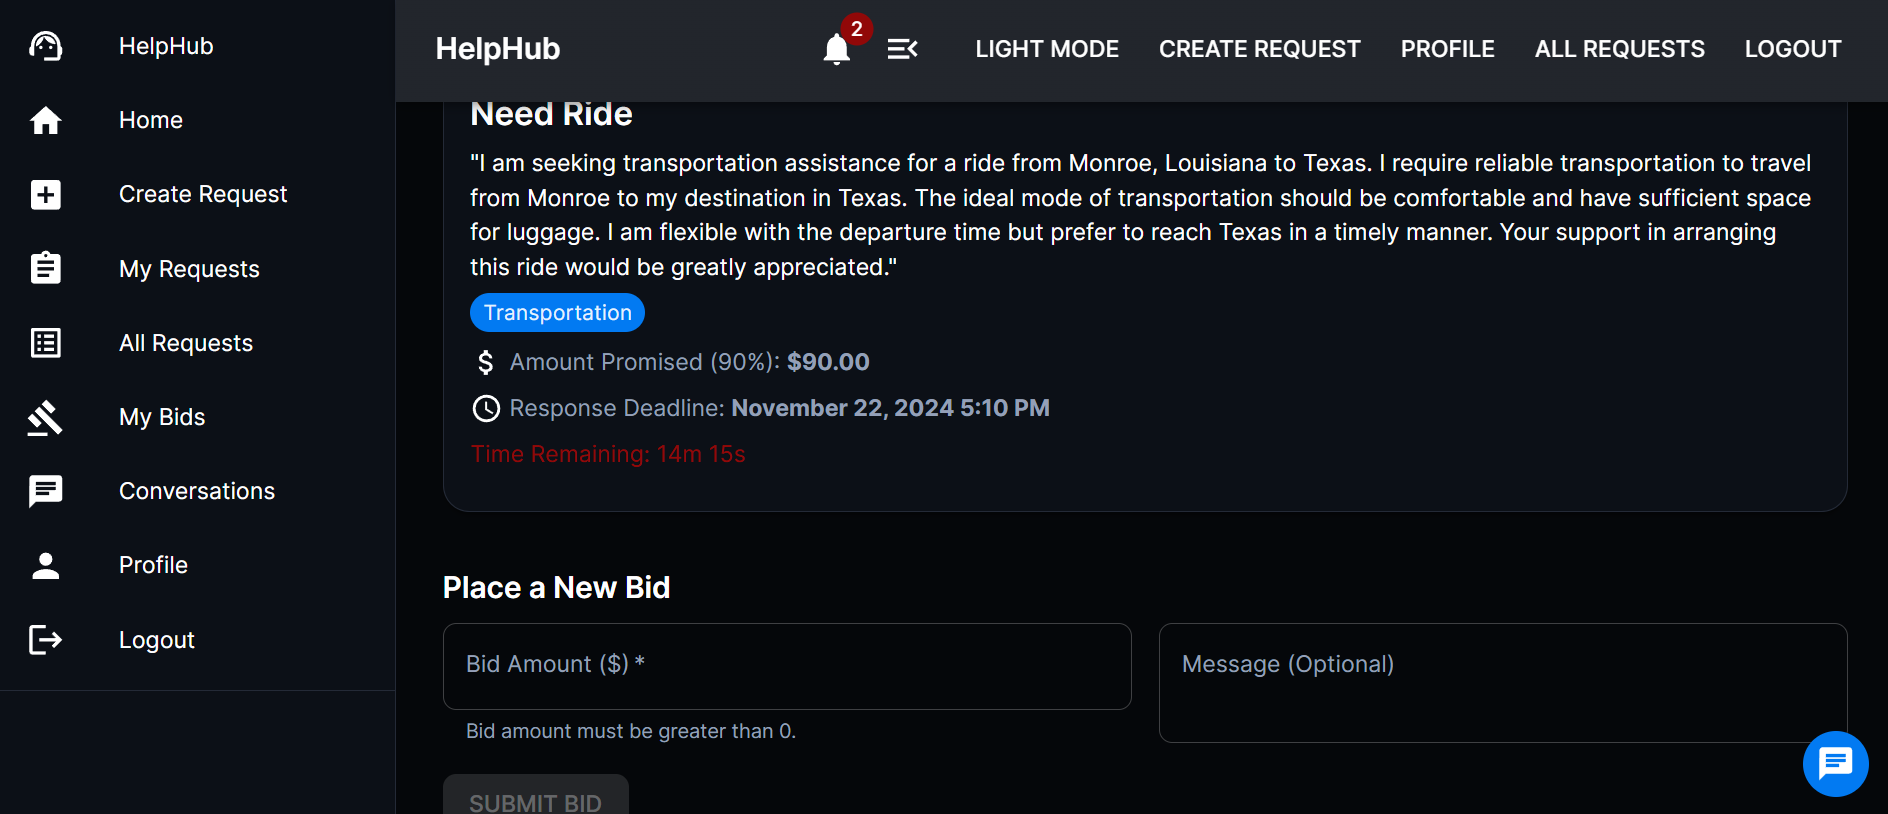 HelpHub
Home
Create Request
My Requests
All Requests
My Bids
Conversations
Profile
Logout
HelpHub
2
LIGHT MODE
CREATE REQUEST
PROFILE
ALL REQUESTS
LOGOUT
Need Ride
"I am seeking transportation assistance for a ride from Monroe, Louisiana to Texas. I require reliable transportation to travel
from Monroe to my destination in Texas. The ideal mode of transportation should be comfortable and have sufficient space
for luggage. I am flexible with the departure time but prefer to reach Texas in a timely manner. Your support in arranging
this ride would be greatly appreciated."
Transportation
Amount Promised (90%): $90.00
Response Deadline: November 22, 2024 5:10 PM
Time Remaining: 14m 15s
Place a New Bid
Bid Amount ($) *
Message (Optional)
Bid amount must be greater than 0.
SUBMIT BID